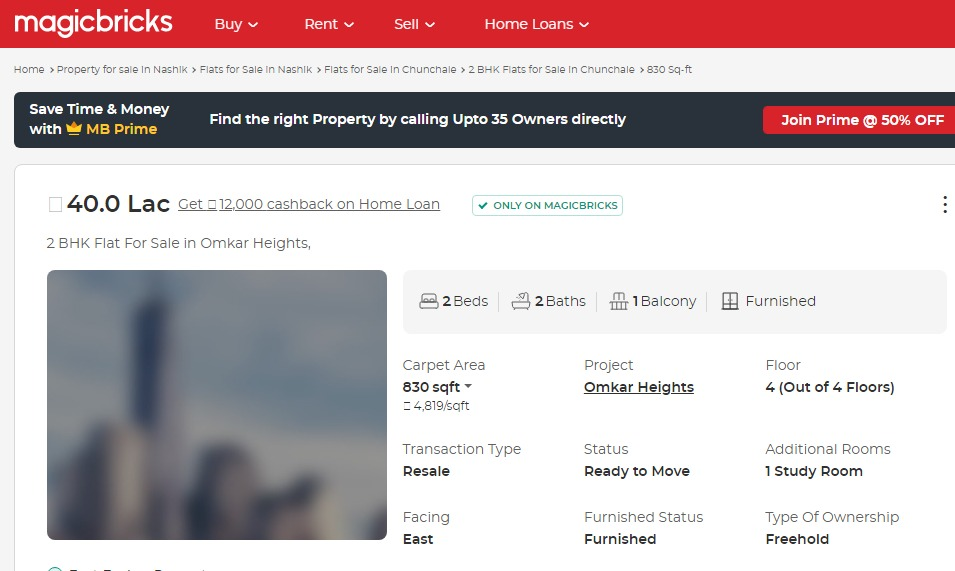 magicbricks
Buy Rent Sell Home Loans
Home > Property for sale in Nashik > Flats for Sale in Nashik > Flats for Sale in Chunchale > 2 BHK Flats for Sale in Chunchale > 830 Sq-ft
Save Time & Money
with MB Prime
Find the right Property by calling Upto 35 Owners directly
Join Prime @ 50% OFF
40.0 Lac Get 12,000 cashback on Home Loan ONLY ON MAGICBRICKS
2 BHK Flat For Sale in Omkar Heights,
2 Beds 2 Baths 1 Balcony Furnished
Carpet Area Project Floor
830 sqft Omkar Heights 4 (Out of 4 Floors)
4,819/sqft
Transaction Type Status Additional Rooms
Resale Ready to Move 1 Study Room
Facing Furnished Status Type Of Ownership
East Furnished Freehold